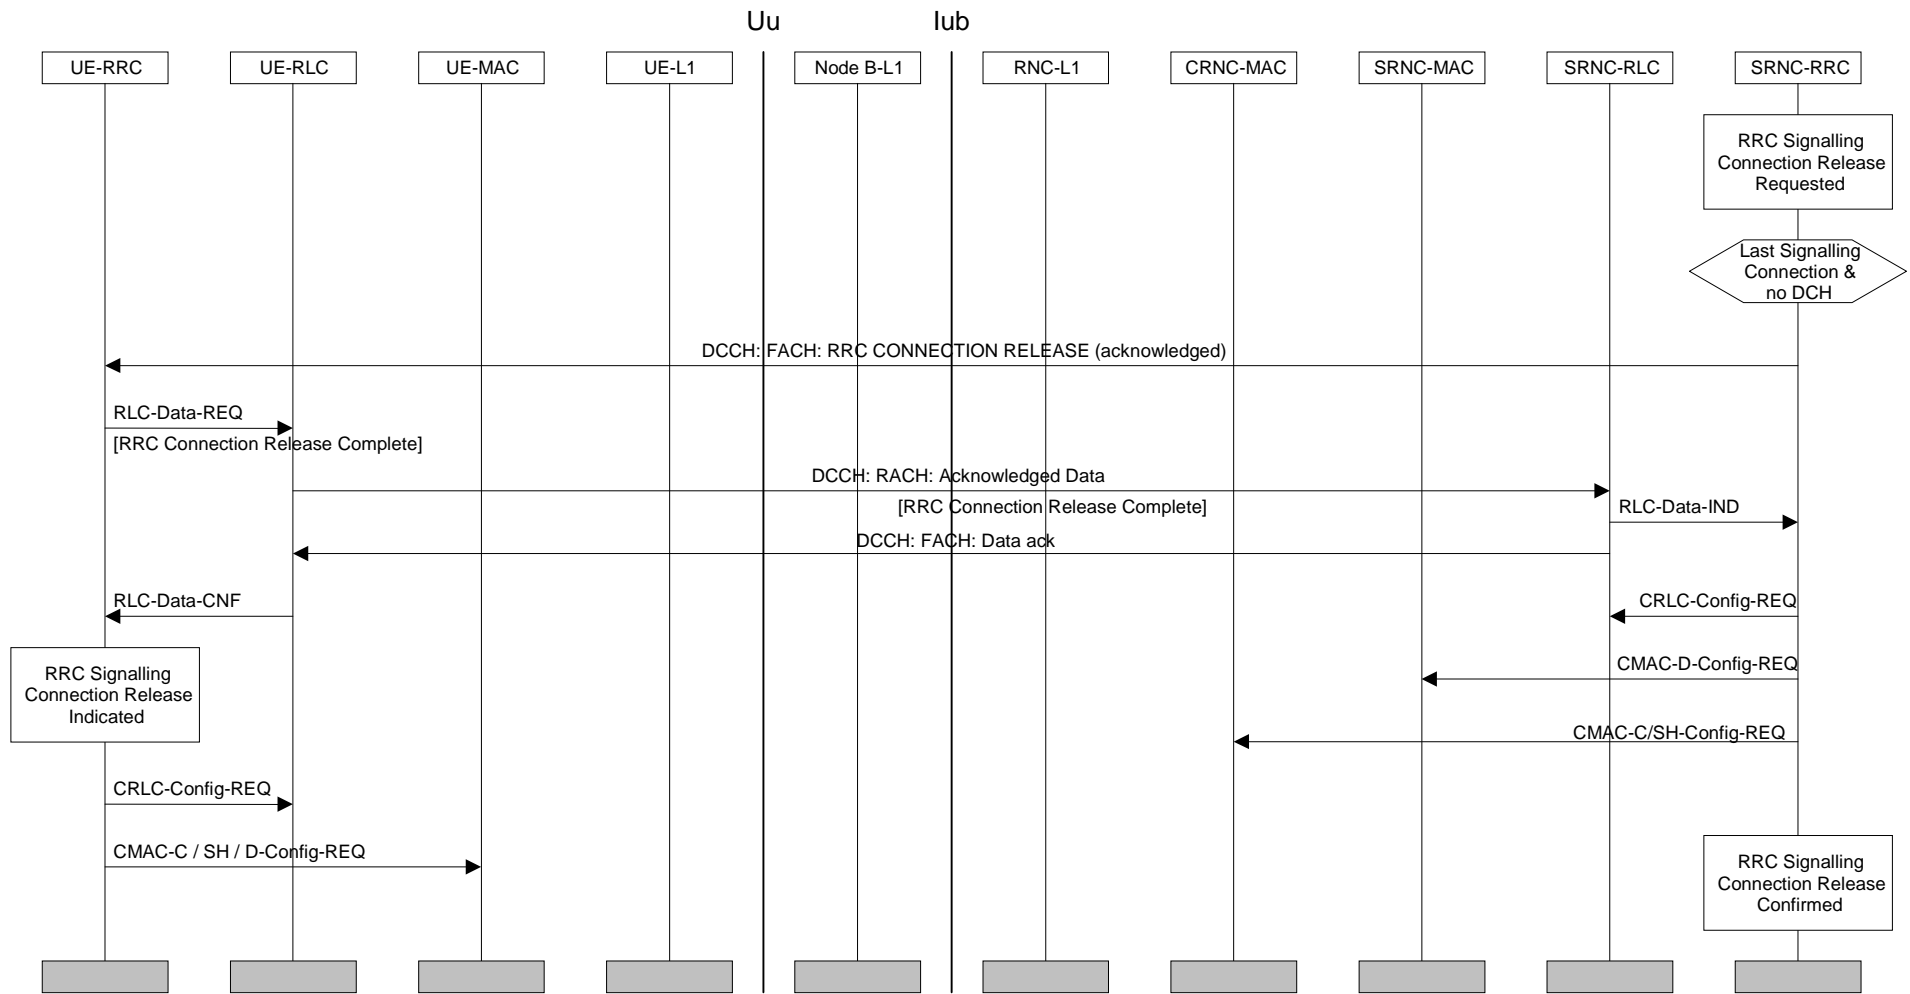 Uu
Iub
UE-RRC
UE-RLC
UE-MAC
UE-L1
Node B-L1
RNC-L1
CRNC-MAC
SRNC-MAC
SRNC-RLC
SRNC-RRC
RRC Signalling
Connection Release
Requested
Last Signalling
Connection &
no DCH
DCCH: FACH: RRC CONNECTION RELEASE (acknowledged)
RLC-Data-REQ
[RRC Connection Release Complete]
DCCH: RACH: Acknowledged Data
[RRC Connection Release Complete]
RLC-Data-IND
DCCH: FACH: Data ack
RLC-Data-CNF
CRLC-Config-REQ
RRC Signalling
Connection Release
Indicated
CMAC-D-Config-REQ
CMAC-C/SH-Config-REQ
CRLC-Config-REQ
CMAC-C / SH / D-Config-REQ
RRC Signalling
Connection Release
Confirmed